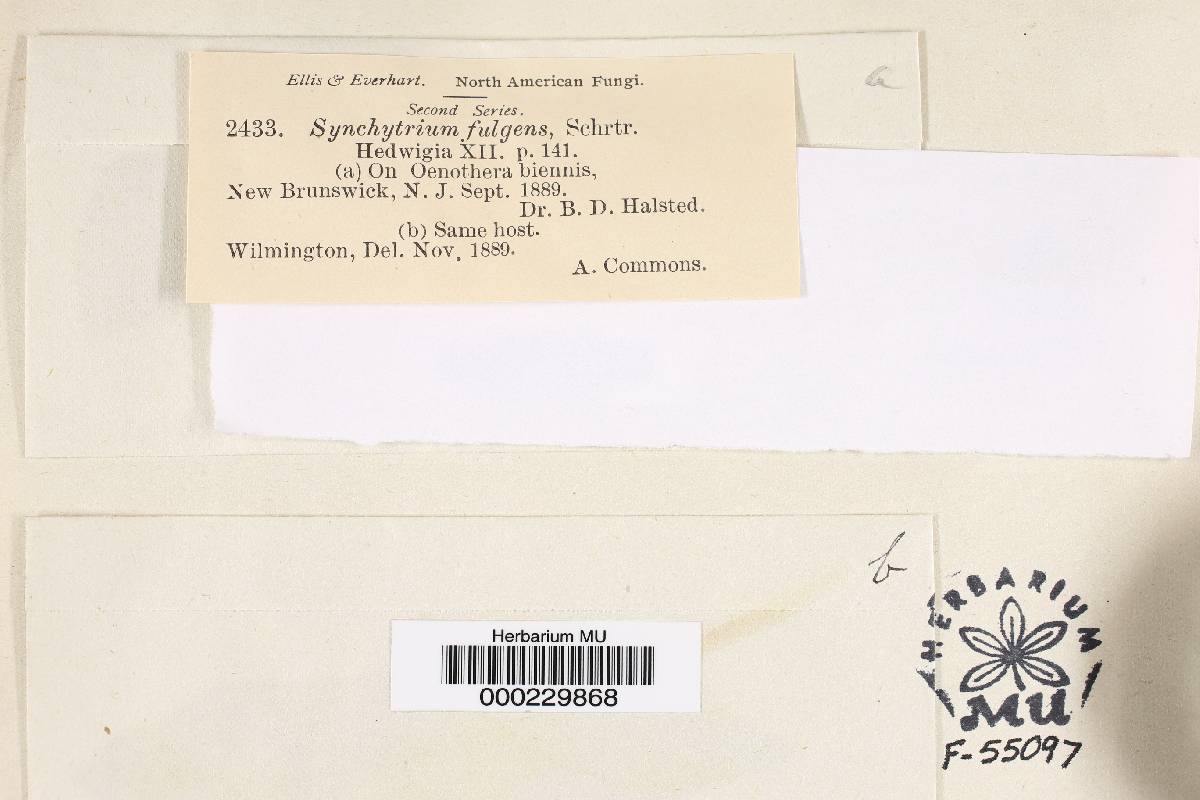 Ellis & Everhart. North American Fungi.
Second Series.
2433. Synchytrium fulgens, Schrtr.
Hedwigia XII. p. 141.
(a) On Oenothera biennis,
New Brunswick, N. J. Sept. 1889.
Dr. B. D. Halsted.
(b) Same host.
Wilmington, Del. Nov, 1889.
A. Commons.
a
b
Herbarium MU
000229868
HERBARIUM
MU
F-55097